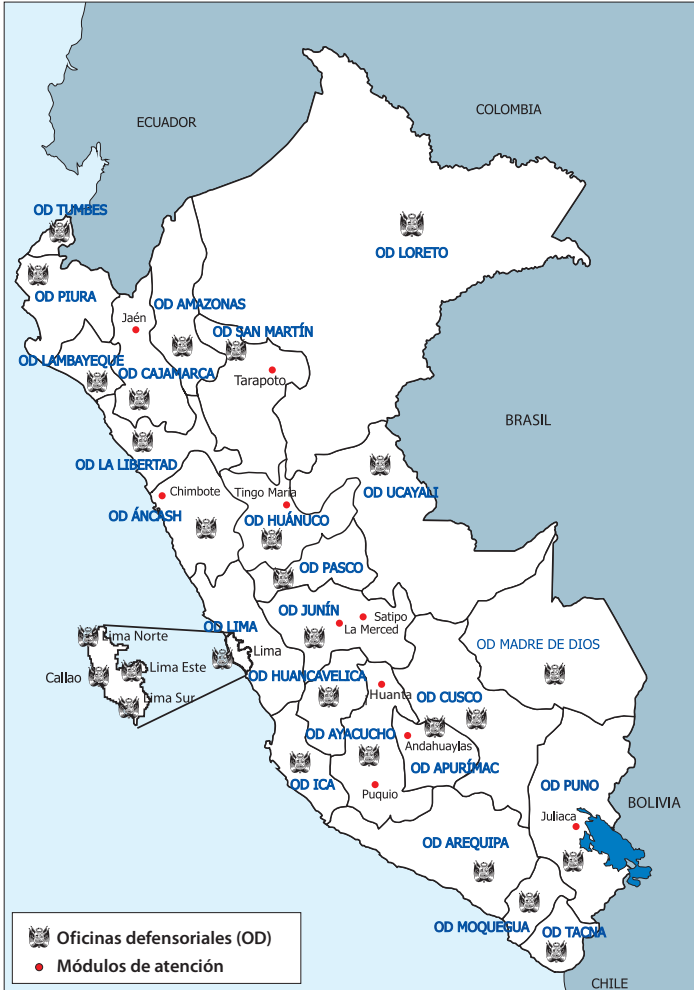 COLOMBIA
ECUADOR
OD TUMBES
OD LORETO
OD PIURA
OD AMAZONAS
Jaén
OD SAN MARTÍN
OD LAMBAYEQUE
OD CAJAMARCA
Tarapoto
BRASIL
OD LA LIBERTAD
Chimbote
Tingo María
OD UCAYALI
OD ÁNCASH
OD HUÁNUCO
OD PASCO
OD JUNÍN
Satipo
La Merced
OD LIMA
Lima Norte
Lima
OD MADRE DE DIOS
Lima Este
Callao
OD HUANCAVELICA
Lima Sur
Huanta
OD CUSCO
OD AYACUCHO
Andahuaylas
OD APURÍMAC
OD ICA
OD PUNO
Puquio
BOLIVIA
Juliaca
OD AREQUIPA
OD MOQUEGUA
OD TACNA
Oficinas defensoriales (OD)
Módulos de atención
CHILE